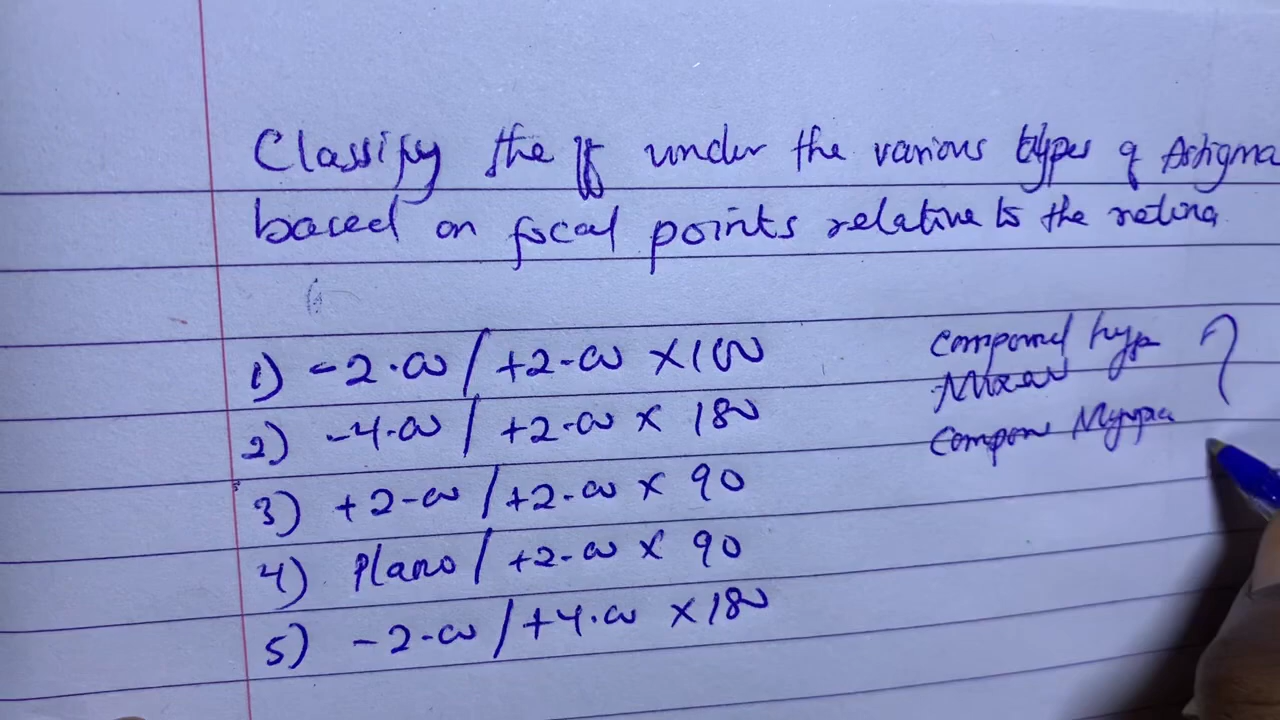 Classify the ff under the various types of Astigma
based on focal points relative to the retina
1) -2.00 / +2.00 x 180
2) -4.00 / +2.00 x 180
3) +2.00 / +2.00 x 90
4) Plano / +2.00 x 90
5) -2.00 / +4.00 x 180
Compound hyp
Mixed
Compou Myopia